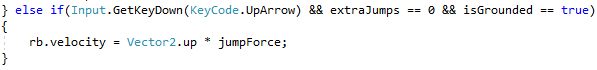 } else if(Input.GetKeyDown(KeyCode.UpArrow) && extraJumps == 0 && isGrounded == true)
{
rb.velocity = Vector2.up * jumpForce;
}